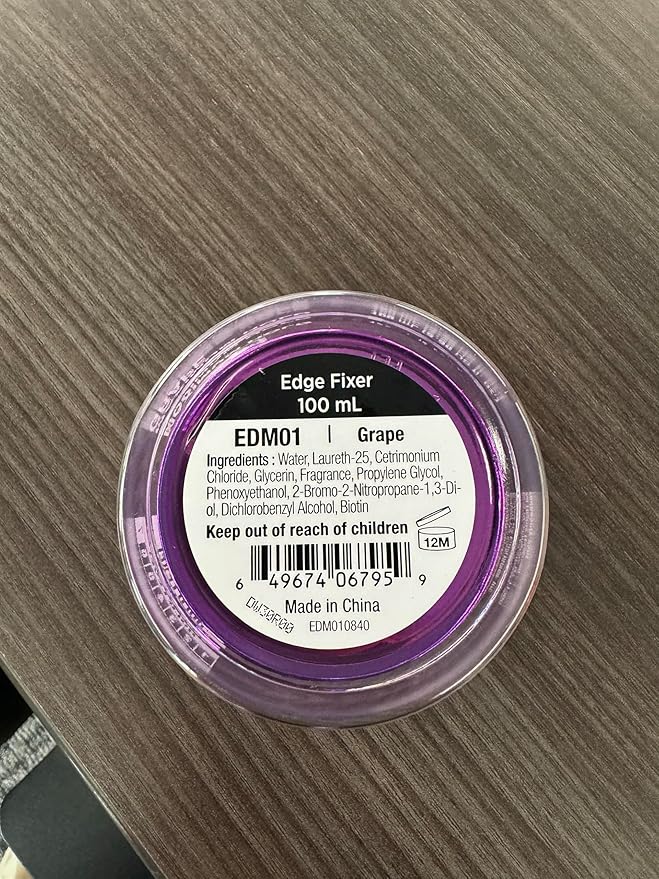 Edge Fixer
100 mL
EDM01 | Grape
Ingredients : Water, Laureth-25, Cetrimonium
Chloride, Glycerin, Fragrance, Propylene Glycol,
Phenoxyethanol, 2-Bromo-2-Nitropropane-1,3-Di-
ol, Dichlorobenzyl Alcohol, Biotin
Keep out of reach of children
12M
6 49674 06795 9
Made in China
EDM010840